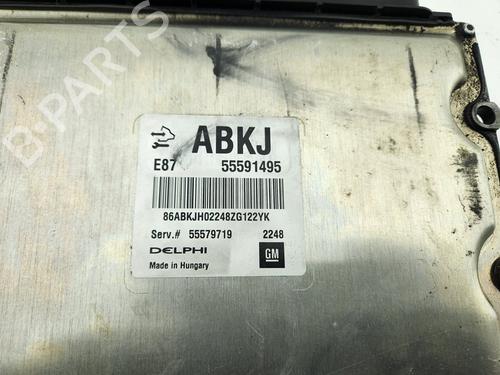 B-PARTS
ABKJ
E87 55591495
86ABKJH02248ZG122YK
Serv.# 55579719 2248
DELPHI
GM
Made in Hungary